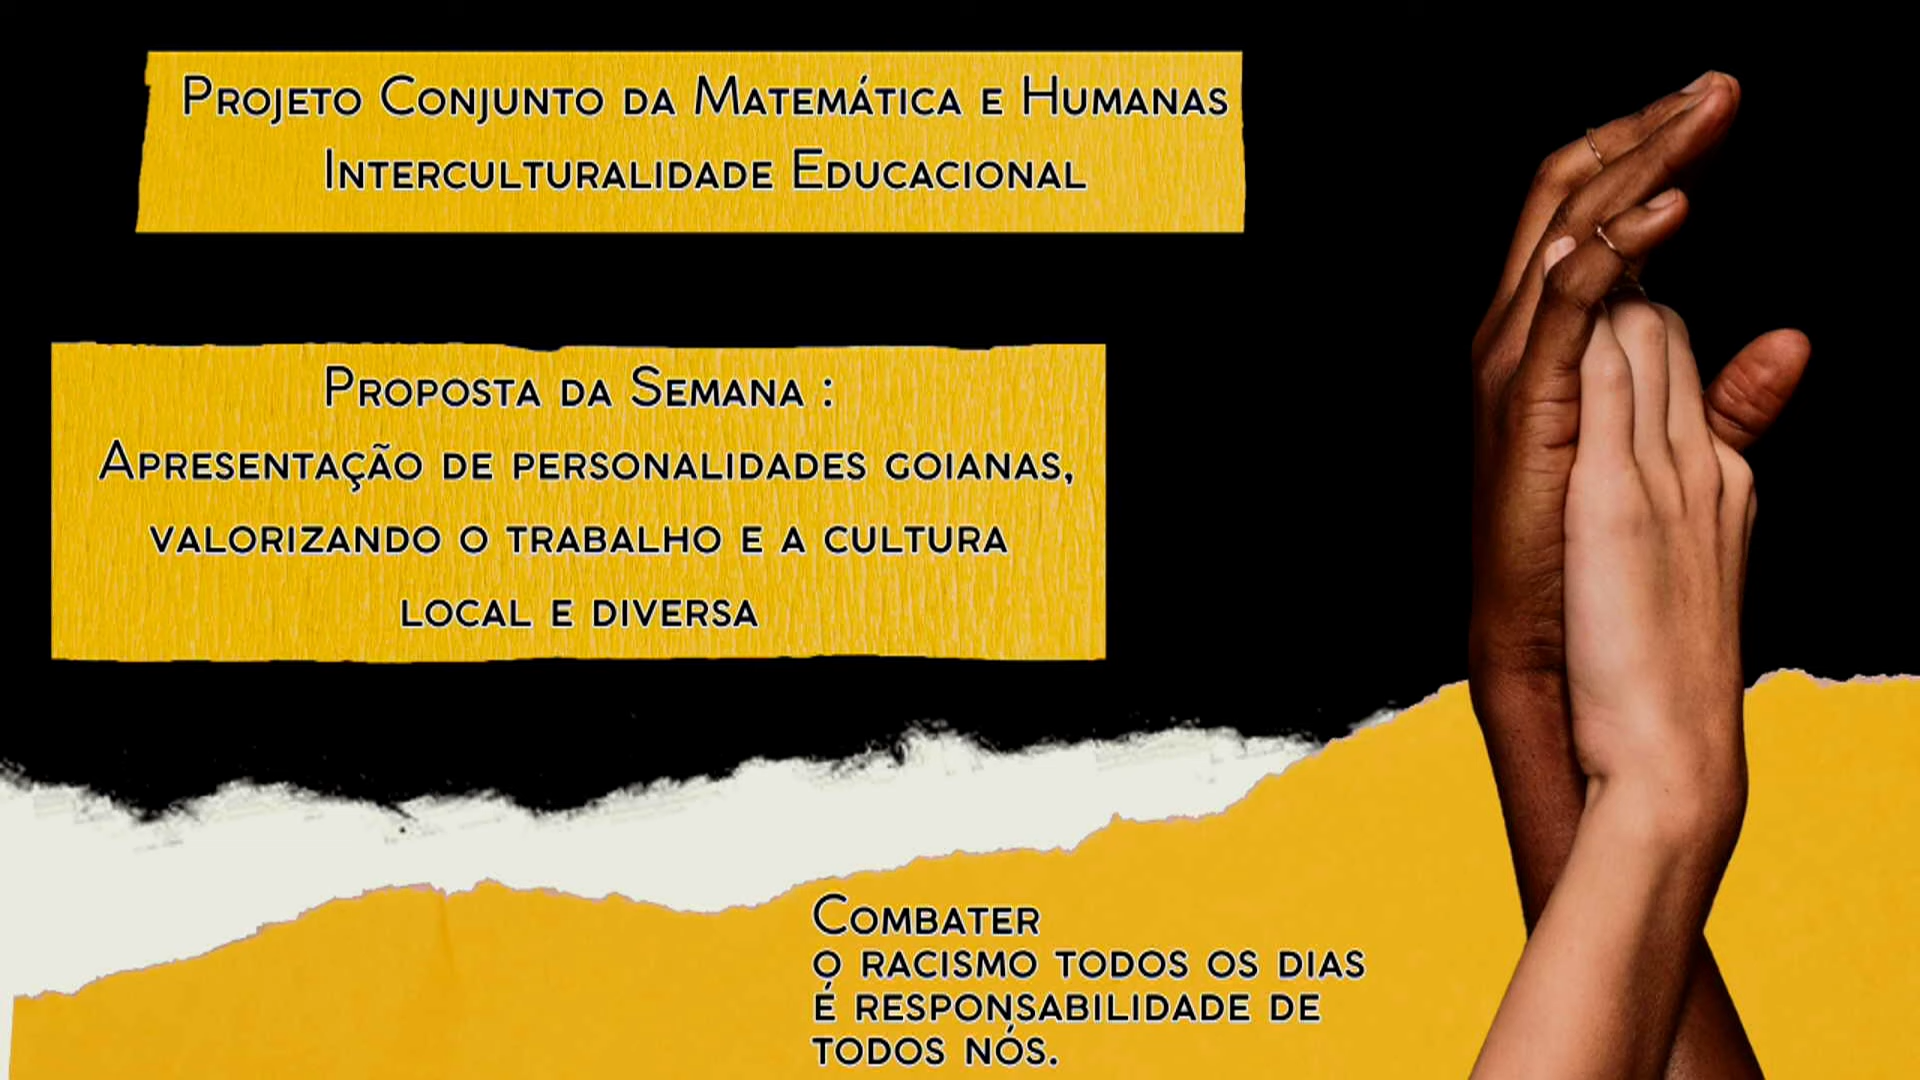 Projeto Conjunto da Matemática e Humanas
Interculturalidade Educacional
Proposta da Semana :
Apresentação de personalidades goianas,
valorizando o trabalho e a cultura
local e diversa
Combater
o racismo todos os dias
é responsabilidade de
todos nós.